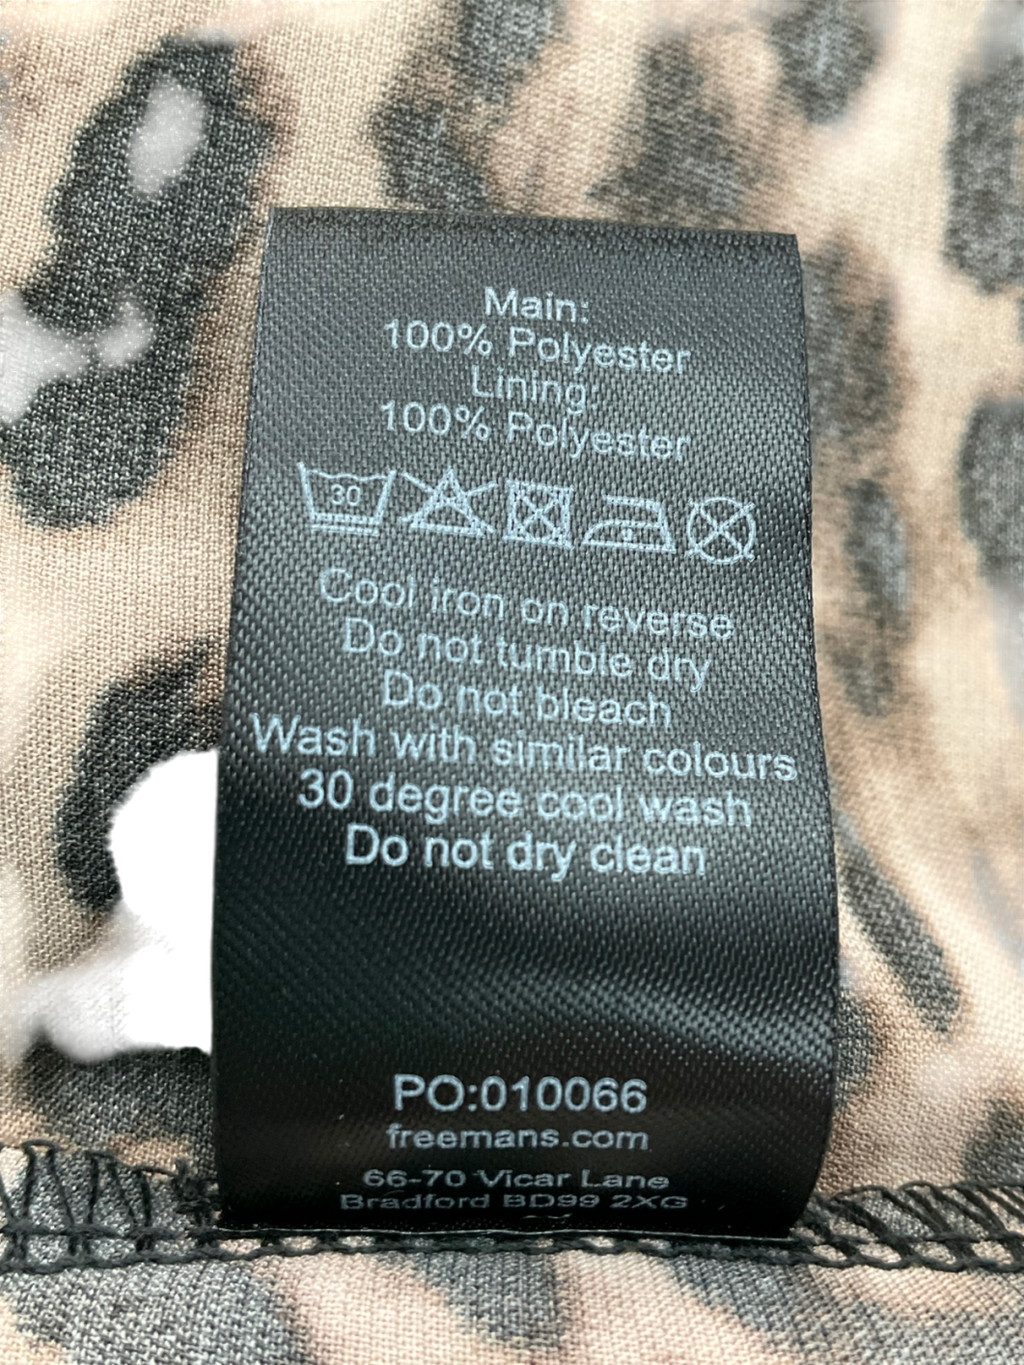 Main:
100% Polyester
Lining:
100% Polyester
30
Cool iron on reverse
Do not tumble dry
Do not bleach
Wash with similar colours
30 degree cool wash
Do not dry clean
PO:010066
freemans.com
66-70 Vicar Lane
Bradford BD99 2XG